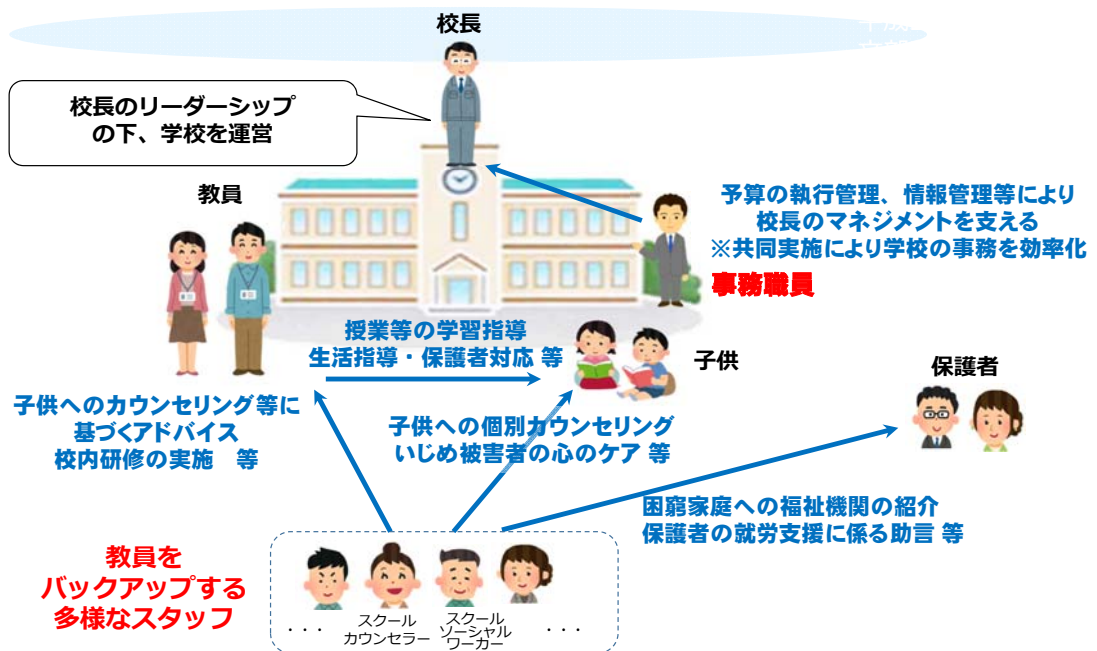 校長
校長のリーダーシップ
の下、学校を運営
教員
予算の執行管理、情報管理等により
校長のマネジメントを支える
※共同実施により学校の事務を効率化
事務職員
授業等の学習指導
生活指導・保護者対応 等
子供
保護者
子供へのカウンセリング等に
基づくアドバイス
校内研修の実施　等
子供への個別カウンセリング
いじめ被害者の心のケア 等
困窮家庭への福祉機関の紹介
保護者の就労支援に係る助言 等
教員を
バックアップする
多様なスタッフ
・・・
スクール
カウンセラー
スクール
ソーシャル
ワーカー
・・・